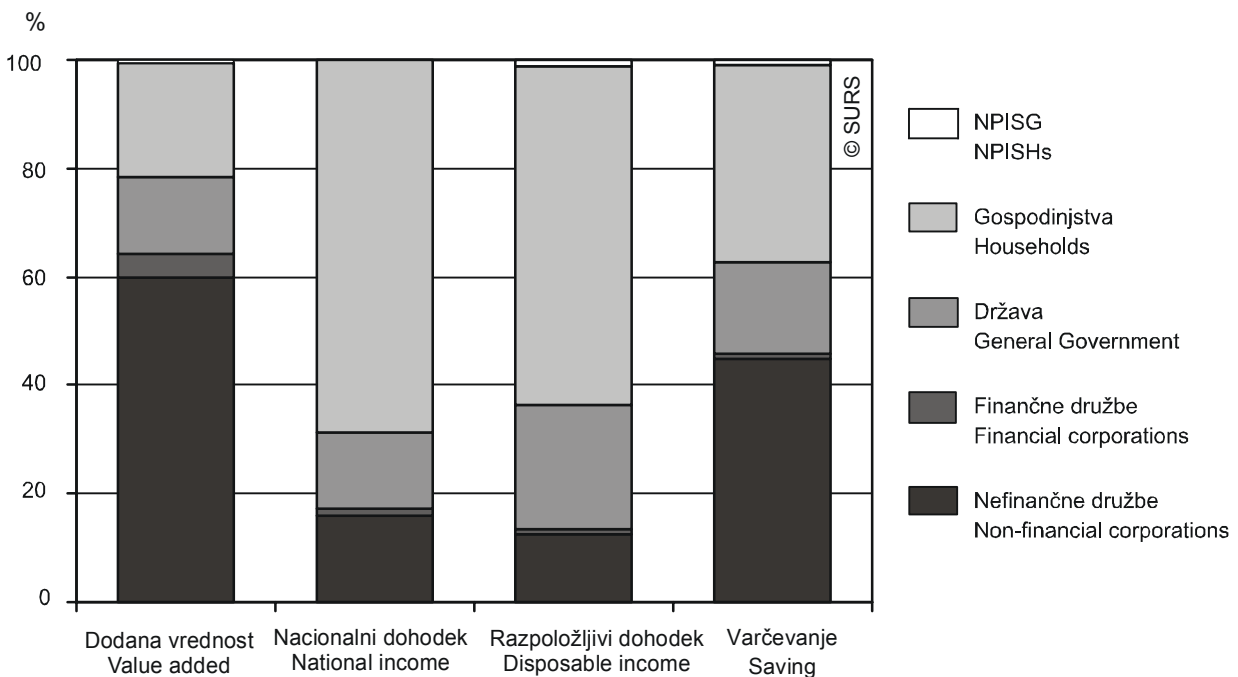 %
100
80
60
40
20
0
© SURS
NPISG
NPISHs
Gospodinjstva
Households
Država
General Government
Finančne družbe
Financial corporations
Nefinančne družbe
Non-financial corporations
Dodana vrednost
Value added
Nacionalni dohodek
National income
Razpoložljivi dohodek
Disposable income
Varčevanje
Saving